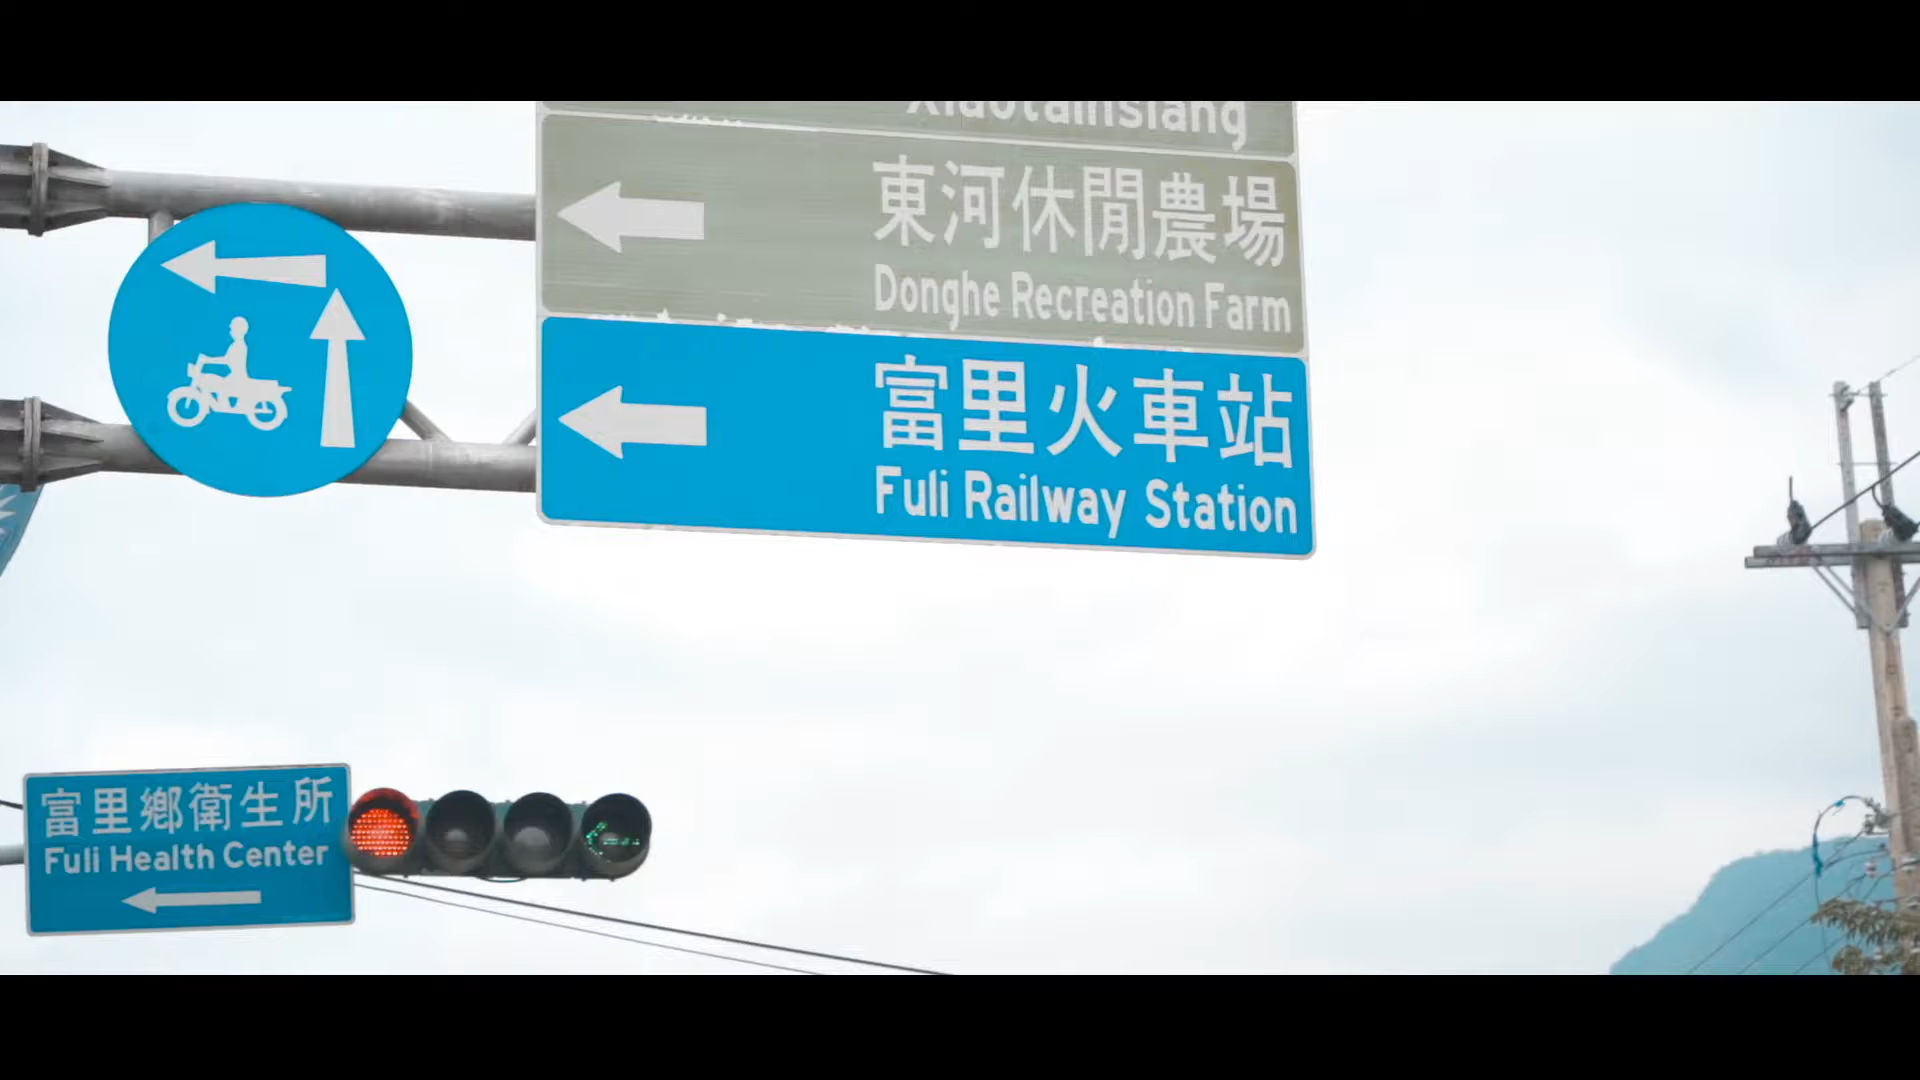 Xiaotainsiang
東河休閒農場
Donghe Recreation Farm
富里火車站
Fuli Railway Station
富里鄉衛生所
Fuli Health Center